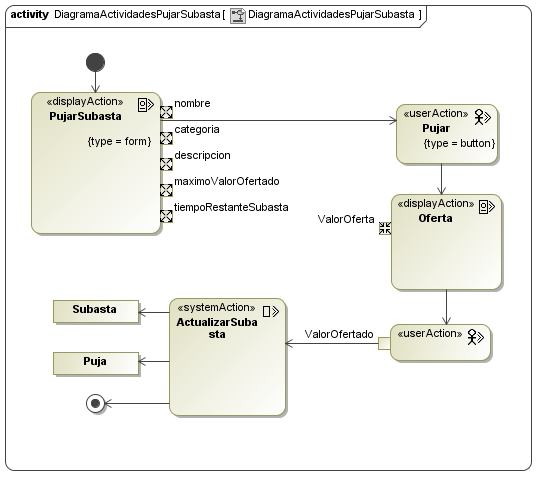 activity DiagramaActividadesPujarSubasta [ DiagramaActividadesPujarSubasta ]
«displayAction»
PujarSubasta
{type = form}
nombre
categoria
descripcion
maximoValorOfertado
tiempoRestanteSubasta
«userAction»
Pujar
{type = button}
«displayAction»
Oferta
ValorOferta
«userAction»
ValorOfertado
«systemAction»
ActualizarSuba
sta
Subasta
Puja